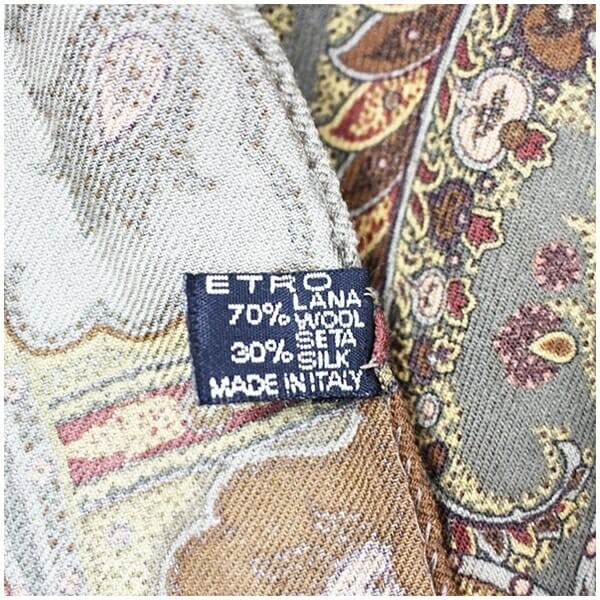 ETRO
70% LANA
WOOL
30% SETA
SILK
MADE IN ITALY